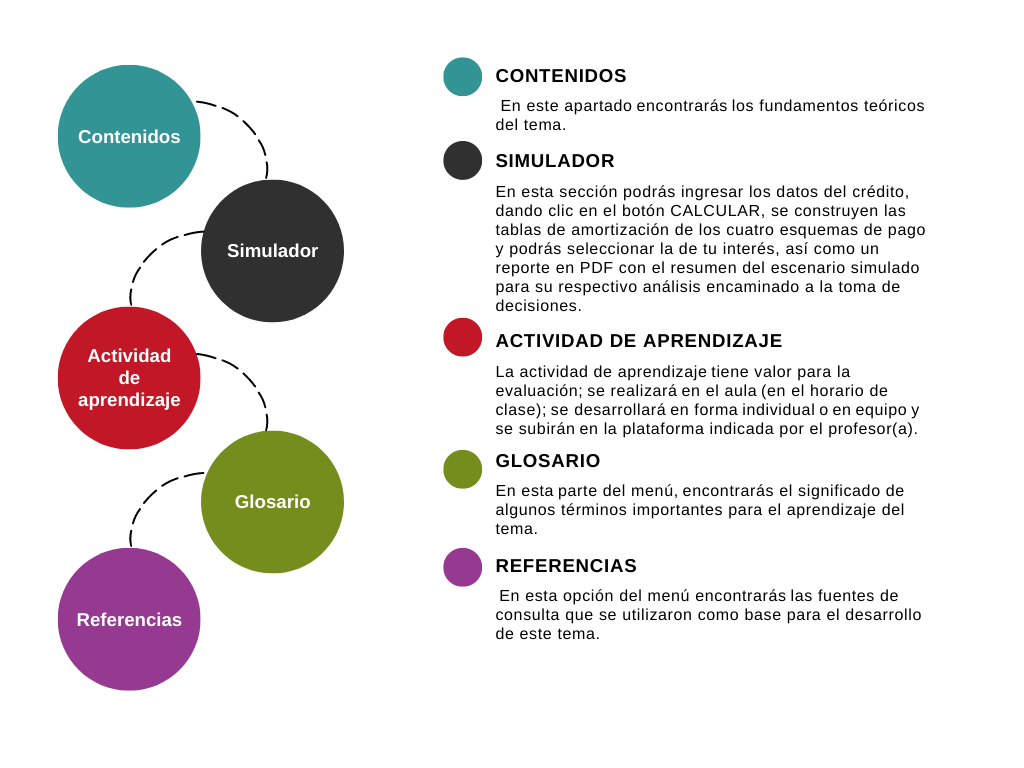 Contenidos
Simulador
Actividad
de
aprendizaje
Glosario
Referencias
CONTENIDOS
En este apartado encontrarás los fundamentos teóricos
del tema.
SIMULADOR
En esta sección podrás ingresar los datos del crédito,
dando clic en el botón CALCULAR, se construyen las
tablas de amortización de los cuatro esquemas de pago
y podrás seleccionar la de tu interés, así como un
reporte en PDF con el resumen del escenario simulado
para su respectivo análisis encaminado a la toma de
decisiones.
ACTIVIDAD DE APRENDIZAJE
La actividad de aprendizaje tiene valor para la
evaluación; se realizará en el aula (en el horario de
clase); se desarrollará en forma individual o en equipo y
se subirán en la plataforma indicada por el profesor(a).
GLOSARIO
En esta parte del menú, encontrarás el significado de
algunos términos importantes para el aprendizaje del
tema.
REFERENCIAS
En esta opción del menú encontrarás las fuentes de
consulta que se utilizaron como base para el desarrollo
de este tema.